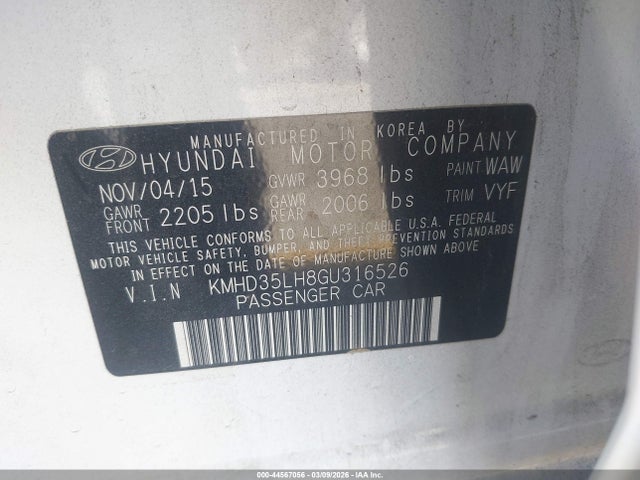 MANUFACTURED IN KOREA BY
HYUNDAI MOTOR COMPANY
NOV/04/15 GVWR 3968 lbs PAINT WAW
GAWR FRONT 2205 lbs GAWR REAR 2006 lbs TRIM VYF
THIS VEHICLE CONFORMS TO ALL APPLICABLE U.S.A. FEDERAL
MOTOR VEHICLE SAFETY, BUMPER, AND THEFT PREVENTION STANDARDS
IN EFFECT ON THE DATE OF MANUFACTURE SHOWN ABOVE
V.I.N KMHD35LH8GU316526
PASSENGER CAR
000-44567056 | 03/09/2026 | IAA INC.